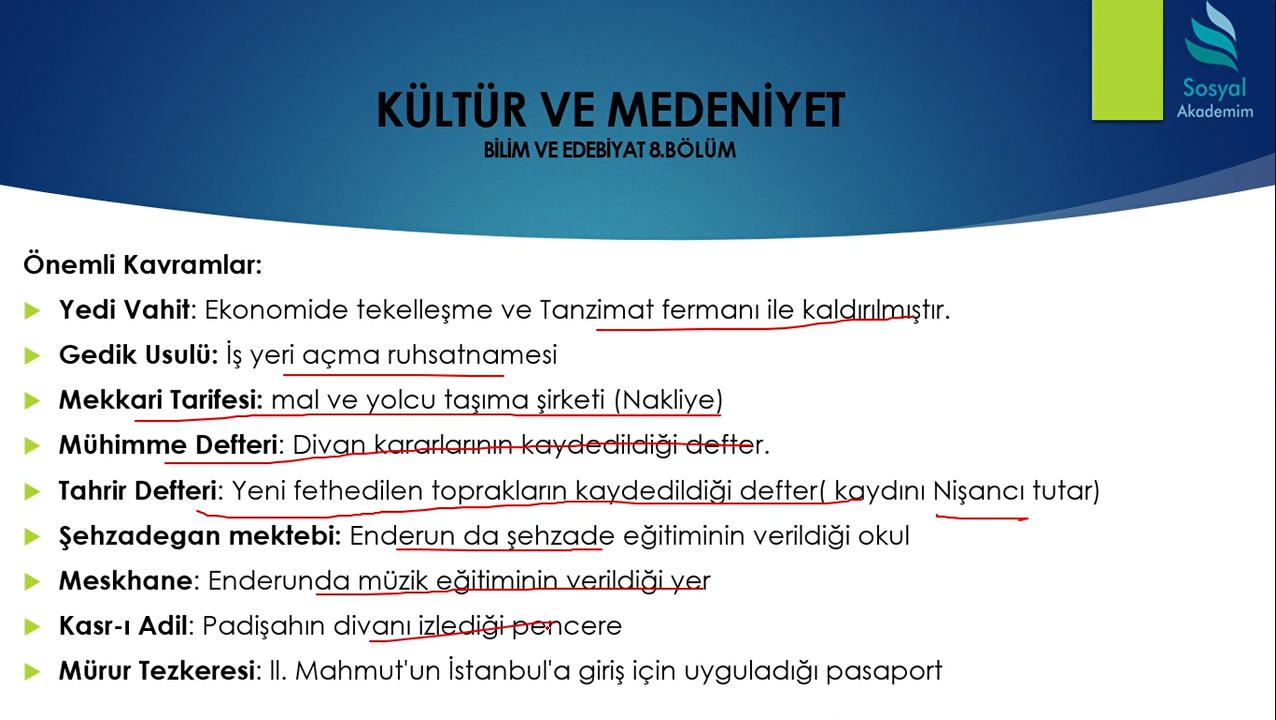 Sosyal
Akademim
KÜLTÜR VE MEDENİYET
BİLİM VE EDEBİYAT 8.BÖLÜM
Önemli Kavramlar:
Yedi Vahit: Ekonomide tekelleşme ve Tanzimat fermanı ile kaldırılmıştır.
Gedik Usulü: İş yeri açma ruhsatnamesi
Mekkari Tarifesi: mal ve yolcu taşıma şirketi (Nakliye)
Mühimme Defteri: Divan kararlarının kaydedildiği defter.
Tahrir Defteri: Yeni fethedilen toprakların kaydedildiği defter( kaydını Nişancı tutar)
Şehzadegan mektebi: Enderun da şehzade eğitiminin verildiği okul
Meskhane: Enderunda müzik eğitiminin verildiği yer
Kasr-ı Adil: Padişahın divanı izlediği pencere
Mürur Tezkeresi: ll. Mahmut'un İstanbul'a giriş için uyguladığı pasaport